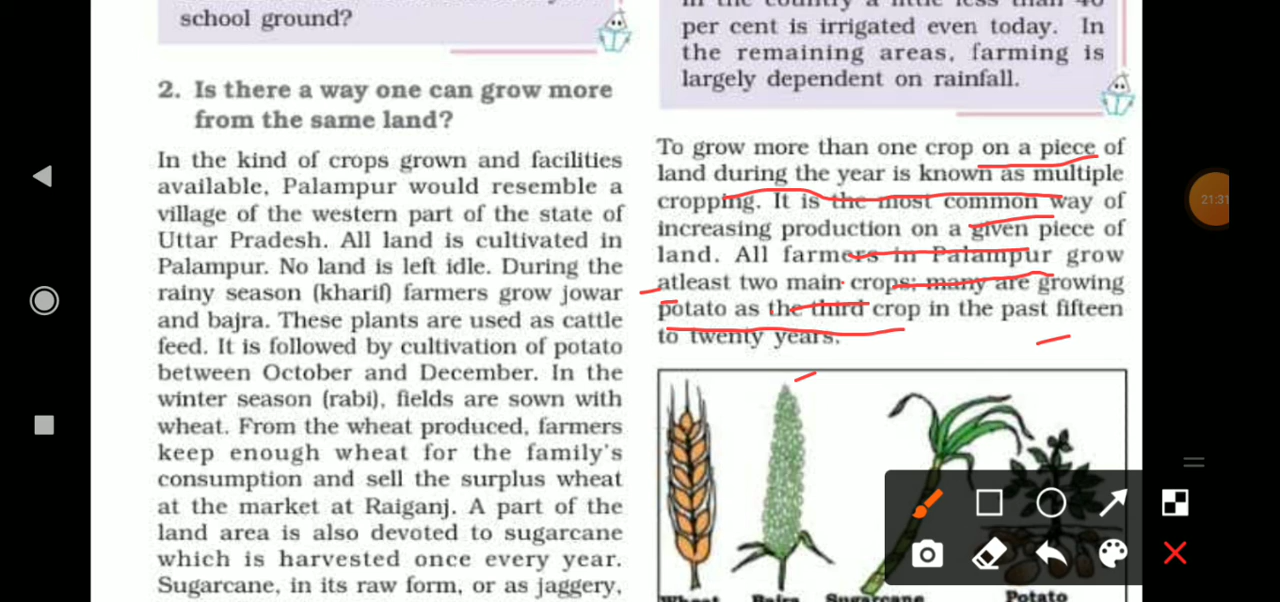 school ground?
2. Is there a way one can grow more
from the same land?
In the kind of crops grown and facilities
available, Palampur would resemble a
village of the western part of the state of
Uttar Pradesh. All land is cultivated in
Palampur. No land is left idle. During the
rainy season (kharif) farmers grow jowar
and bajra. These plants are used as cattle
feed. It is followed by cultivation of potato
between October and December. In the
winter season (rabi), fields are sown with
wheat. From the wheat produced, farmers
keep enough wheat for the family's
consumption and sell the surplus wheat
at the market at Raiganj. A part of the
land area is also devoted to sugarcane
which is harvested once every year.
Sugarcane, in its raw form, or as jaggery,
in the country a little less than 40
per cent is irrigated even today. In
the remaining areas, farming is
largely dependent on rainfall.
To grow more than one crop on a piece of
land during the year is known as multiple
cropping. It is the most common way of
increasing production on a given piece of
land. All farmers in Palampur grow
atleast two main crops; many are growing
potato as the third crop in the past fifteen
to twenty years.
Wheat Bajra Sugarcane Potato
21:31